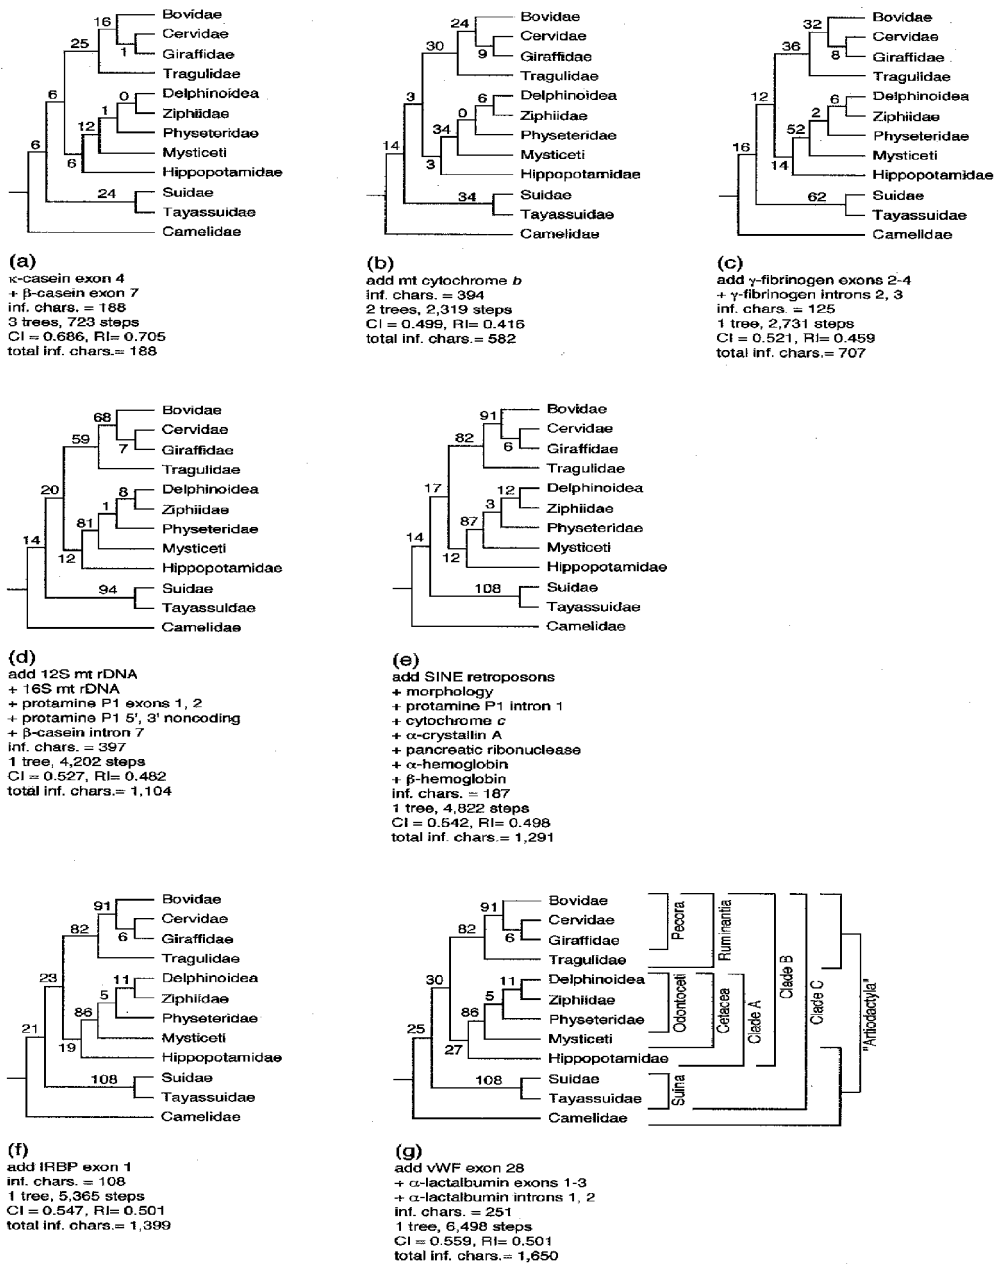 16
Bovidae
Cervidae
25
1
Giraffidae
Tragulidae
6
0
Delphinoidea
1
Ziphiidae
12
Physeteridae
6
Mysticeti
6
Hippopotamidae
24
Suidae
Tayassuidae
Camelidae
(a)
κ-casein exon 4
+ β-casein exon 7
inf. chars. = 188
3 trees, 723 steps
CI = 0.686, RI= 0.705
total inf. chars.= 188
24
Bovidae
Cervidae
30
9
Giraffidae
Tragulidae
3
6
Delphinoidea
0
Ziphiidae
34
Physeteridae
14
Mysticeti
3
Hippopotamidae
34
Suidae
Tayassuidae
Camelidae
(b)
add mt cytochrome b
inf. chars. = 394
2 trees, 2,319 steps
CI = 0.499, RI= 0.416
total inf. chars.= 582
32
Bovidae
Cervidae
36
8
Giraffidae
Tragulidae
12
6
Delphinoidea
2
Ziphiidae
52
Physeteridae
16
Mysticeti
14
Hippopotamidae
62
Suidae
Tayassuidae
Camelidae
(c)
add γ-fibrinogen exons 2-4
+ γ-fibrinogen introns 2, 3
inf. chars. = 125
1 tree, 2,731 steps
CI = 0.521, RI= 0.459
total inf. chars.= 707
68
Bovidae
Cervidae
59
7
Giraffidae
Tragulidae
20
8
Delphinoidea
1
Ziphiidae
81
Physeteridae
14
Mysticeti
12
Hippopotamidae
94
Suidae
Tayassuidae
Camelidae
(d)
add 12S mt rDNA
+ 16S mt rDNA
+ protamine P1 exons 1, 2
+ protamine P1 5', 3' noncoding
+ β-casein intron 7
inf. chars. = 397
1 tree, 4,202 steps
CI = 0.527, RI= 0.482
total inf. chars.= 1,104
91
Bovidae
Cervidae
82
6
Giraffidae
Tragulidae
17
12
Delphinoidea
3
Ziphiidae
87
Physeteridae
14
Mysticeti
12
Hippopotamidae
108
Suidae
Tayassuidae
Camelidae
(e)
add SINE retroposons
+ morphology
+ protamine P1 intron 1
+ cytochrome c
+ α-crystallin A
+ pancreatic ribonuclease
+ α-hemoglobin
+ β-hemoglobin
inf. chars. = 187
1 tree, 4,822 steps
CI = 0.542, RI= 0.498
total inf. chars.= 1,291
91
Bovidae
Cervidae
82
6
Giraffidae
Tragulidae
23
11
Delphinoidea
5
Ziphiidae
86
Physeteridae
21
Mysticeti
19
Hippopotamidae
108
Suidae
Tayassuidae
Camelidae
(f)
add IRBP exon 1
inf. chars. = 108
1 tree, 5,365 steps
CI = 0.547, RI= 0.501
total inf. chars.= 1,399
91
Bovidae
Cervidae
82
6
Giraffidae
Tragulidae
30
11
Delphinoidea
5
Ziphiidae
86
Physeteridae
25
Mysticeti
27
Hippopotamidae
108
Suidae
Tayassuidae
Camelidae
Pecora
Ruminantia
Odontoceti
Cetacea
Clade A
Clade B
Clade C
Suina
"Artiodactyla"
(g)
add vWF exon 28
+ α-lactalbumin exons 1-3
+ α-lactalbumin introns 1, 2
inf. chars. = 251
1 tree, 6,498 steps
CI = 0.559, RI= 0.501
total inf. chars.= 1,650